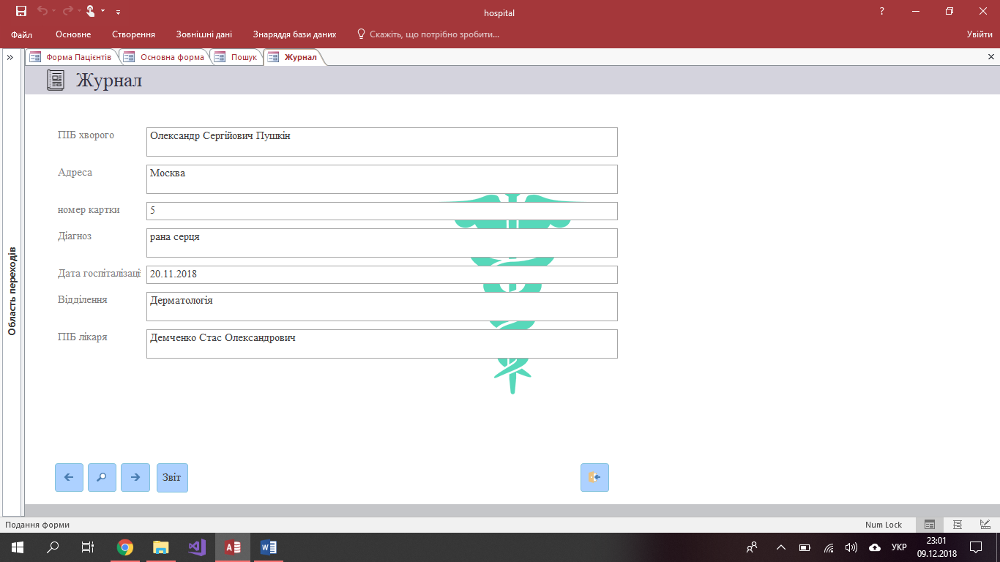 hospital
?
Файл Основне Створення Зовнішні дані Знаряддя бази даних Скажіть, що потрібно зробити... Увійти
Форма Пацієнтів Основна форма Пошук Журнал
Журнал
ПІБ хворого Олександр Сергійович Пушкін
Адреса Москва
номер картки 5
Діагноз рана серця
Дата госпіталізації 20.11.2018
Відділення Дерматологія
ПІБ лікаря Демченко Стас Олександрович
Область переходів
Звіт
Подання форми Num Lock
УКР 23:01
09.12.2018